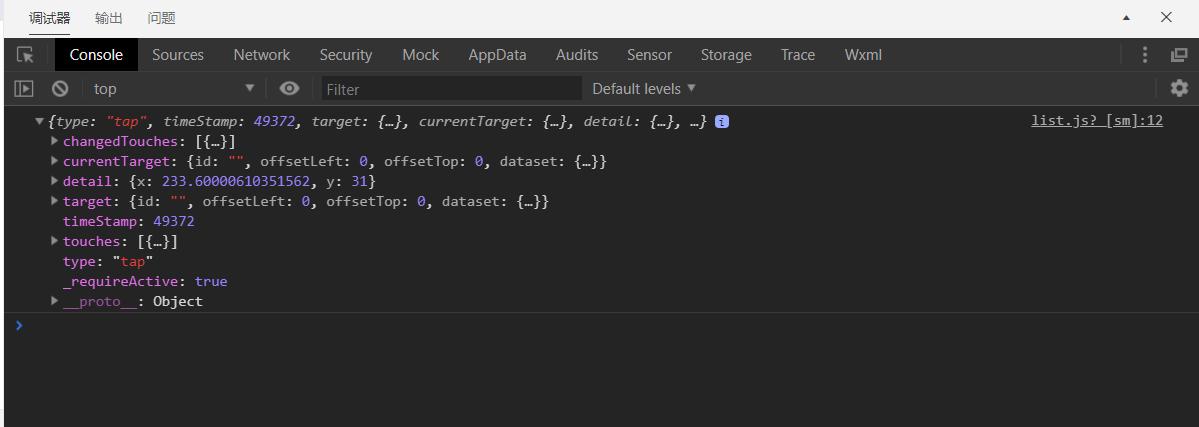 调试器 输出 问题
Console Sources Network Security Mock AppData Audits Sensor Storage Trace Wxml
top Filter Default levels
{type: "tap", timeStamp: 49372, target: {…}, currentTarget: {…}, detail: {…}, …} i list.js? [sm]:12
changedTouches: [{…}]
currentTarget: {id: "", offsetLeft: 0, offsetTop: 0, dataset: {…}}
detail: {x: 233.60000610351562, y: 31}
target: {id: "", offsetLeft: 0, offsetTop: 0, dataset: {…}}
timeStamp: 49372
touches: [{…}]
type: "tap"
_requireActive: true
__proto__: Object